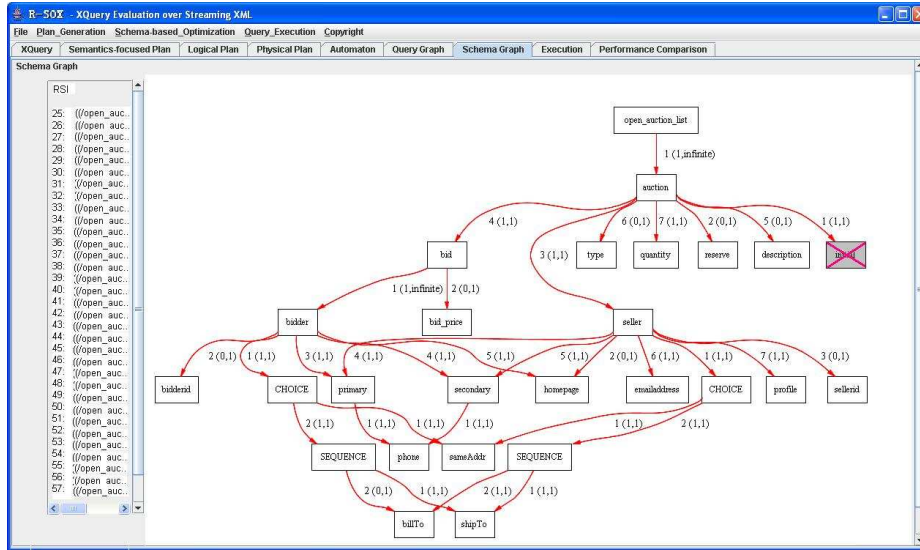 R-SOX - XQuery Evaluation over Streaming XML
File Plan_Generation Schema-based_Optimization Query_Execution Copyright
XQuery Semantics-focused Plan Logical Plan Physical Plan Automaton Query Graph Schema Graph Execution Performance Comparison
Schema Graph
RSI
25: ((/open_auc..
26: ((/open_auc..
27: ((/open_auc..
28: ((/open_auc..
29: ((/open_auc..
30: ((/open_auc..
31: ((/open_auc..
32: ((/open_auc..
33: ((/open_auc..
34: ((/open_auc..
35: ((/open_auc..
36: ((/open_auc..
37: ((/open_auc..
38: ((/open_auc..
39: ((/open_auc..
40: ((/open_auc..
41: ((/open_auc..
42: ((/open_auc..
43: ((/open_auc..
44: ((/open_auc..
45: ((/open_auc..
46: ((/open_auc..
47: ((/open_auc..
48: ((/open_auc..
49: ((/open_auc..
50: ((/open_auc..
51: ((/open_auc..
52: ((/open_auc..
53: ((/open_auc..
54: ((/open_auc..
55: ((/open_auc..
56: ((/open_auc..
57: ((/open_auc..
open_auction_list
1 (1,infinite)
auction
4 (1,1) 6 (0,1) 7 (1,1) 2 (0,1) 5 (0,1) 1 (1,1)
3 (1,1)
bid type quantity reserve description
1 (1,infinite) 2 (0,1)
bidder bid_price seller
2 (0,1) 1 (1,1) 3 (1,1) 4 (1,1) 4 (1,1) 5 (1,1) 5 (1,1) 2 (0,1) 6 (1,1) 1 (1,1) 7 (1,1) 3 (0,1)
bidderid CHOICE primary secondary homepage emailaddress CHOICE profile sellerid
2 (1,1) 1 (1,1) 1 (1,1) 1 (1,1) 2 (1,1)
SEQUENCE phone sameAddr SEQUENCE
2 (0,1) 1 (1,1) 2 (1,1) 1 (1,1)
billTo shipTo